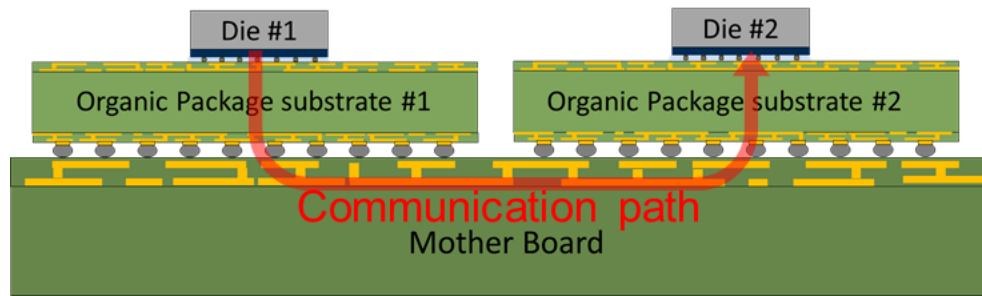 Die #1
Die #2
Organic Package substrate #1
Organic Package substrate #2
Communication path
Mother Board